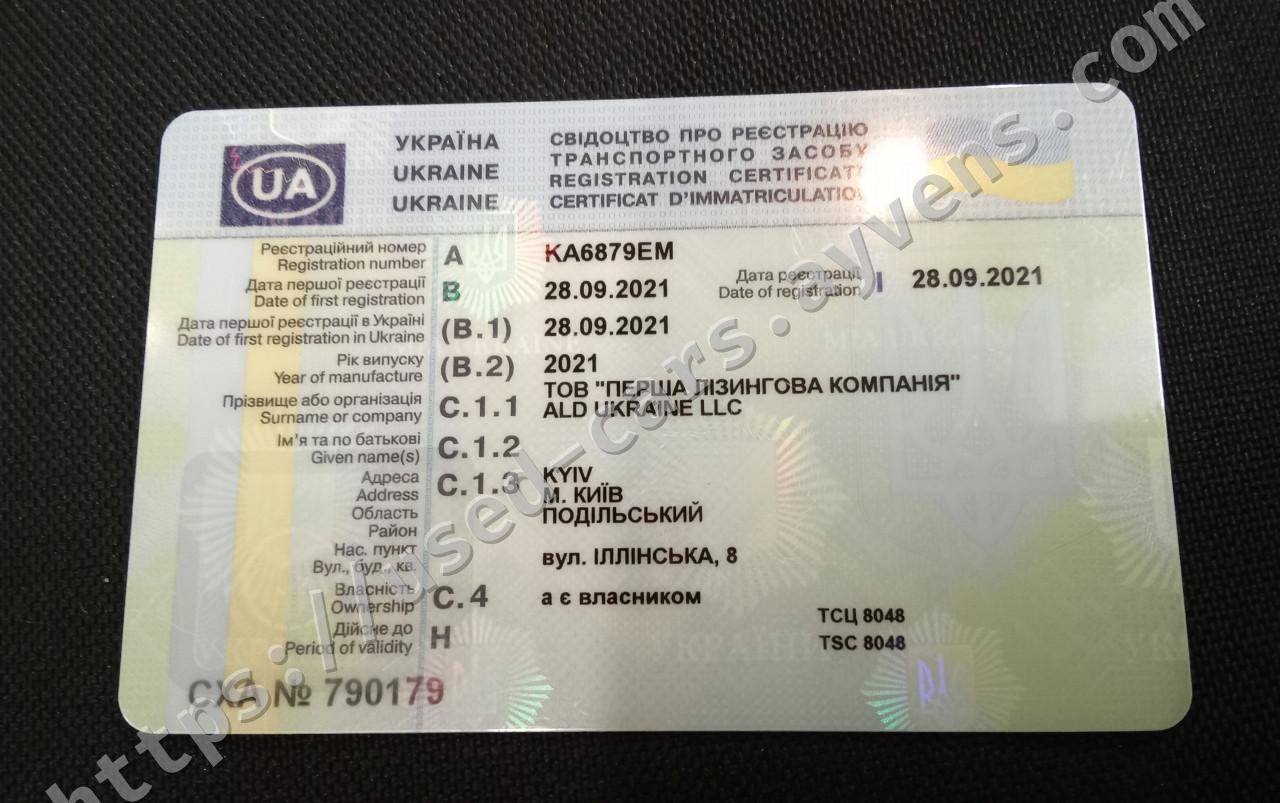 УКРАЇНА
UKRAINE
UKRAINE
СВІДОЦТВО ПРО РЕЄСТРАЦІЮ
ТРАНСПОРТНОГО ЗАСОБУ
REGISTRATION CERTIFICAT
CERTIFICAT D'IMMATRICULATIO
UA
Реєстраційний номер
Registration number
A
KA6879EM
Дата першої реєстрації
Date of first registration
B
28.09.2021
Дата реєстрації
Date of registration
I
28.09.2021
Дата першої реєстрації в Україні
Date of first registration in Ukraine
(B.1)
28.09.2021
Рік випуску
Year of manufacture
(B.2)
2021
Прізвище або організація
Surname or company
C.1.1
ТОВ "ПЕРША ЛІЗИНГОВА КОМПАНІЯ"
ALD UKRAINE LLC
Ім'я та по батькові
Given name(s)
C.1.2
Адреса
Address
Область
Район
Нас. пункт
Вул., буд., кв.
C.1.3
KYIV
М. КИЇВ
ПОДІЛЬСЬКИЙ
вул. ІЛЛІНСЬКА, 8
Власність
Ownership
C.4
а є власником
Дійсне до
Period of validity
H
ТСЦ 8048
TSC 8048
СХА № 790179
https://used-cars.ayvens.com